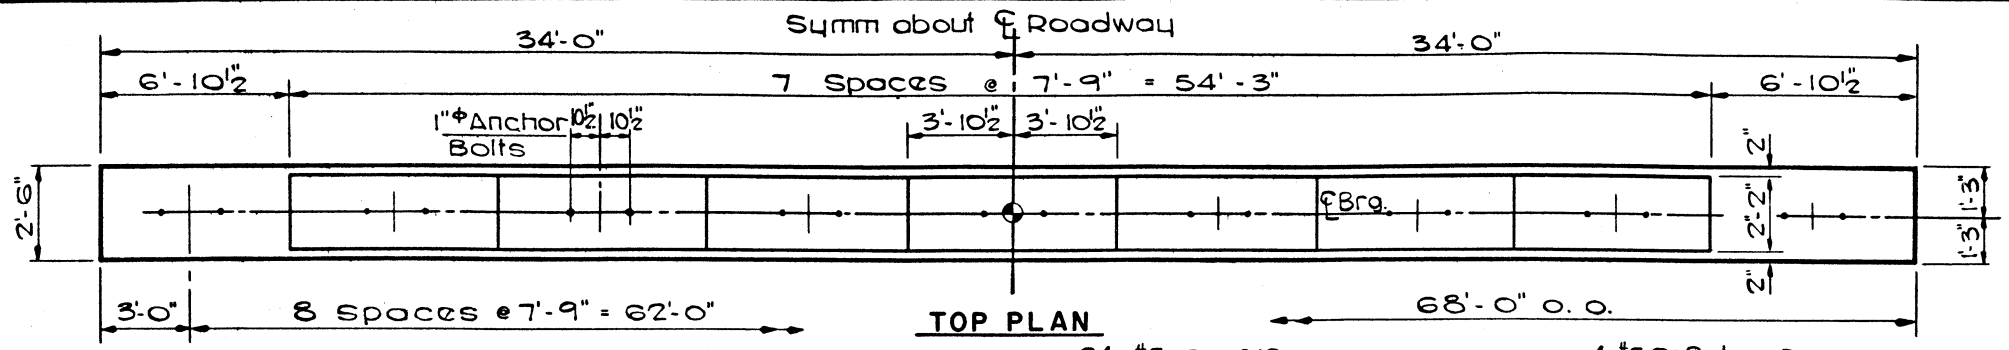 Symm about ℄ Roadway
34'-0" 34'-0"
6'-10½" 7 Spaces @ 7'-9" = 54'-3" 6'-10½"
1"ᶲ Anchor Bolts 10½" 10½" 3'-10½" 3'-10½" 2"
2'-6" ℄ Brg. 2'-2" 1'-3" 1'-3"
2"
3'-0" 8 Spaces @ 7'-9" = 62'-0" 68'-0" O. O.
TOP PLAN